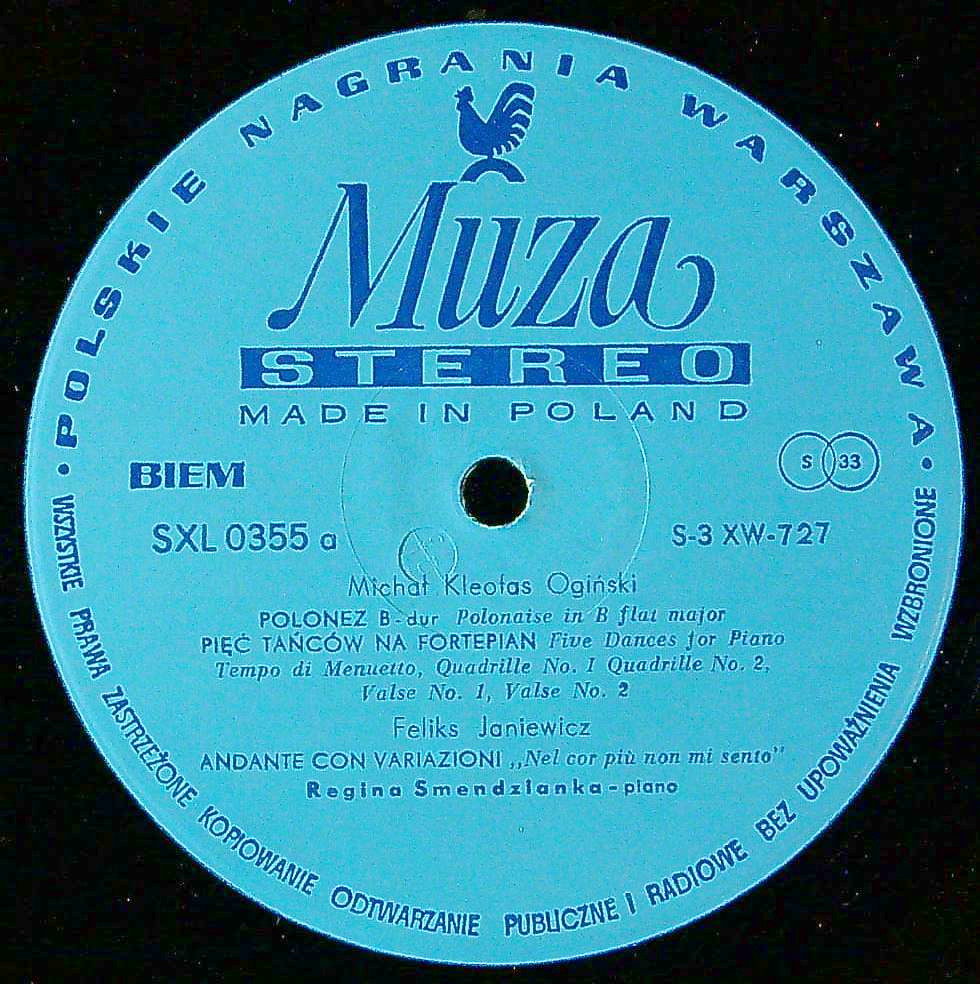 POLSKIE NAGRANIA WARSZAWA
Muza
STEREO
MADE IN POLAND
BIEM
S 33
SXL 0355 a
S-3 XW-727
Michał Kleofas Ogiński
POLONEZ B-dur Polonaise in B flat major
PIĘĆ TAŃCÓW NA FORTEPIAN Five Dances for Piano
Tempo di Menuetto, Quadrille No. I Quadrille No. 2,
Valse No. 1, Valse No. 2
Feliks Janiewicz
ANDANTE CON VARIAZIONI „Nel cor più non mi sento"
Regina Smendzianka - piano
· WSZYSTKIE PRAWA ZASTRZEŻONE KOPIOWANIE ODTWARZANIE PUBLICZNE I RADIOWE BEZ UPOWAŻNIENIA WZBRONIONE ·